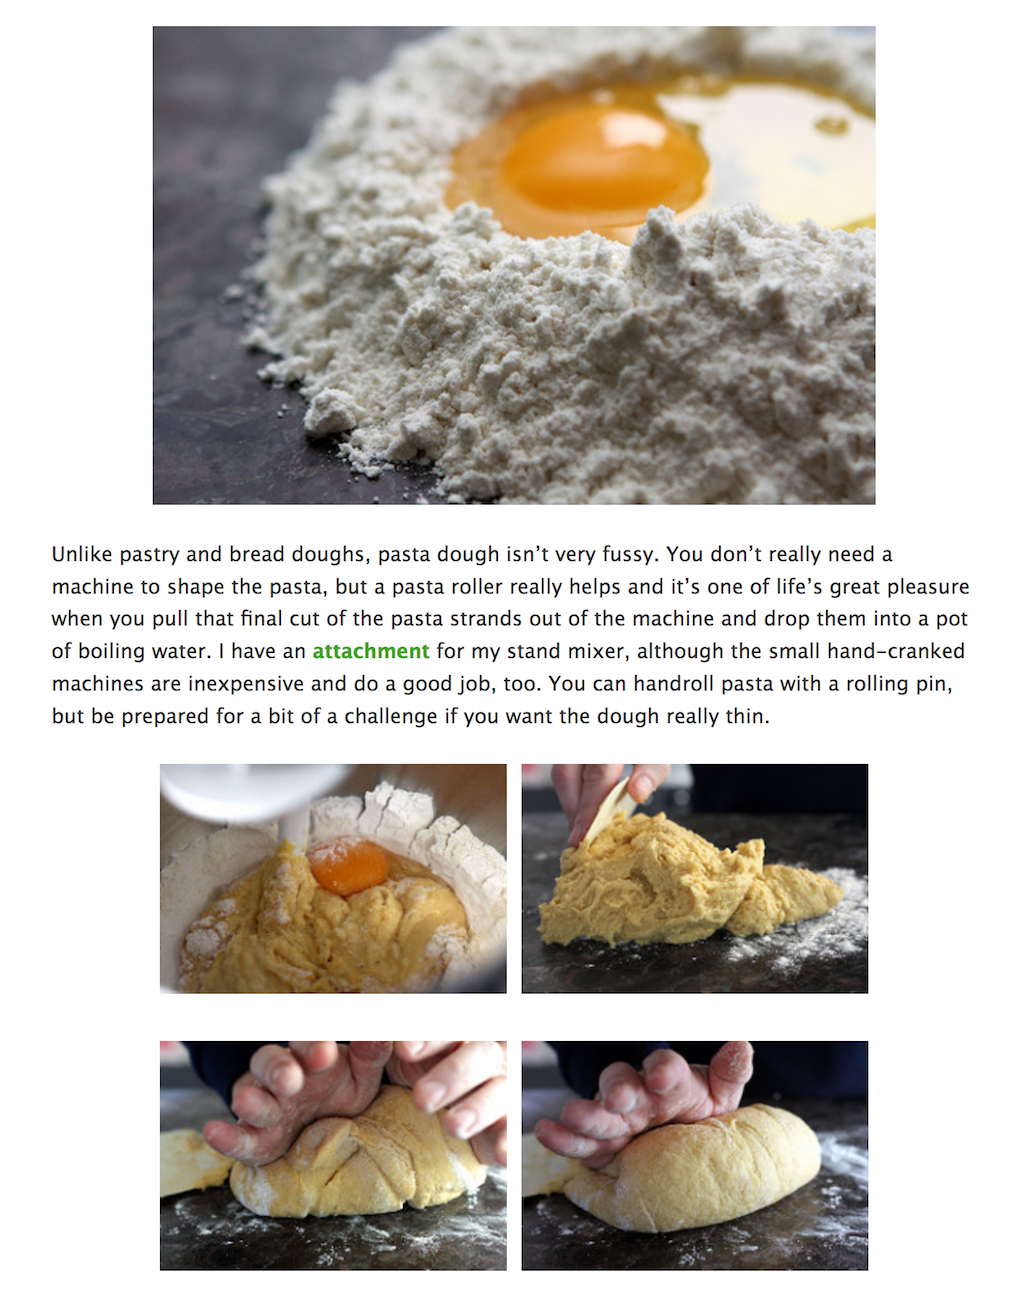 Unlike pastry and bread doughs, pasta dough isn’t very fussy. You don’t really need a
machine to shape the pasta, but a pasta roller really helps and it’s one of life’s great pleasure
when you pull that final cut of the pasta strands out of the machine and drop them into a pot
of boiling water. I have an attachment for my stand mixer, although the small hand-cranked
machines are inexpensive and do a good job, too. You can handroll pasta with a rolling pin,
but be prepared for a bit of a challenge if you want the dough really thin.